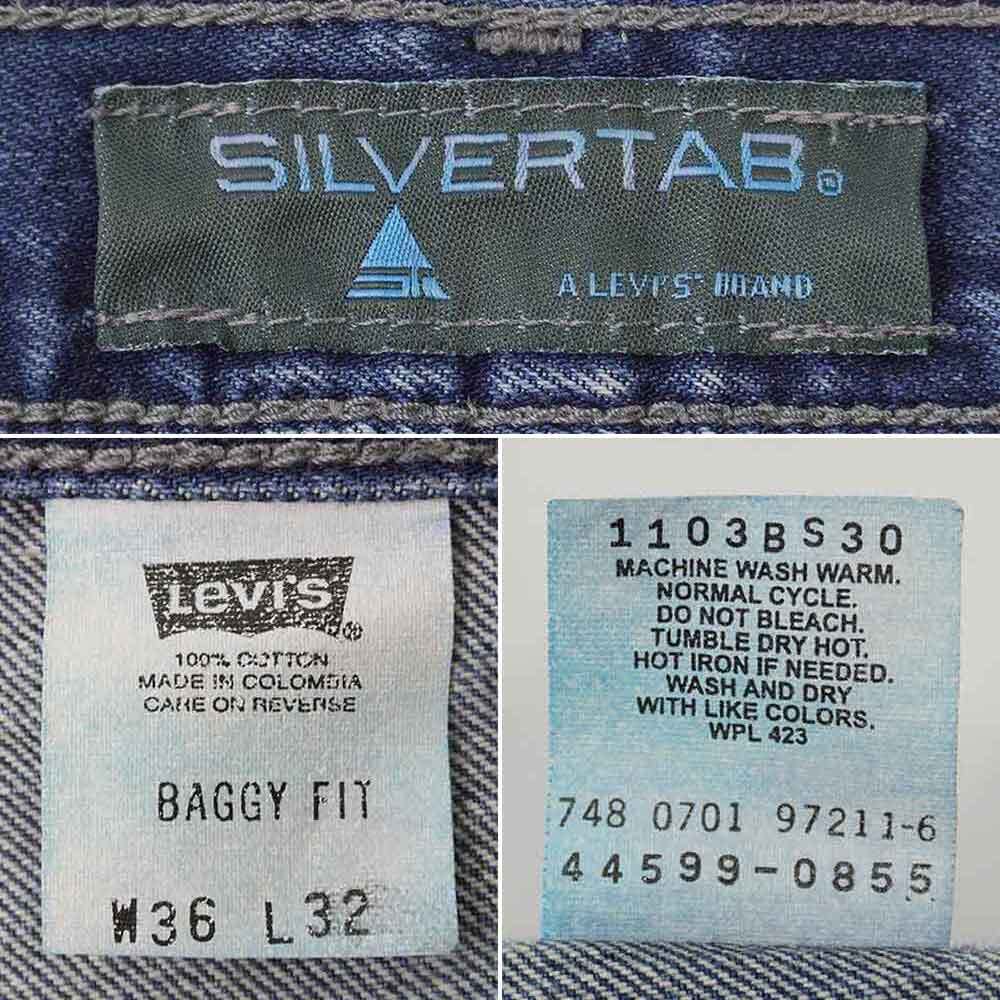 SILVERTAB®
A LEVI'S® BRAND
Levi's®
100% COTTON
MADE IN COLOMBIA
CARE ON REVERSE
BAGGY FIT
W36 L32
1103BS30
MACHINE WASH WARM.
NORMAL CYCLE.
DO NOT BLEACH.
TUMBLE DRY HOT.
HOT IRON IF NEEDED.
WASH AND DRY
WITH LIKE COLORS.
WPL 423
748 0701 97211-6
44599-0855